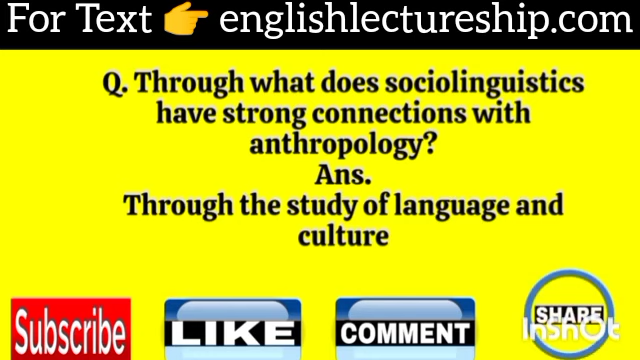 For Text 👉 englishlectureship.com
Q. Through what does sociolinguistics
have strong connections with
anthropology?
Ans.
Through the study of language and
culture
Subscribe
LIKE
COMMENT
SHARE
InShOt